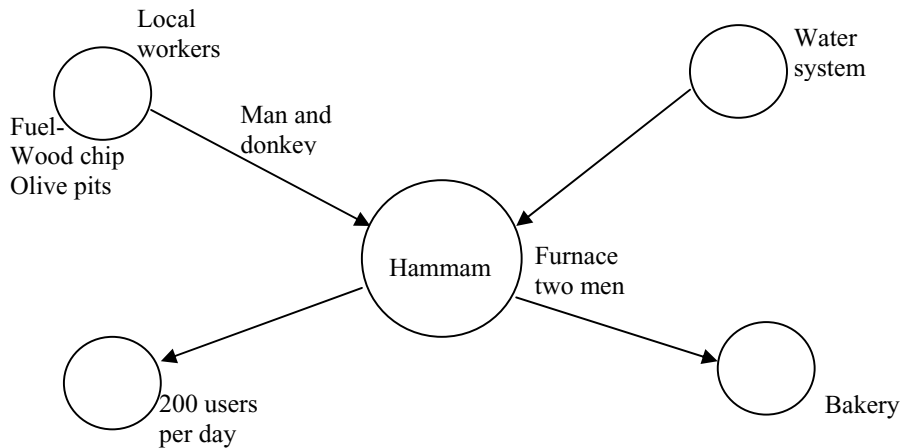 Local
workers
Water
system
Man and
donkey
Fuel-
Wood chip
Olive pits
Hammam
Furnace
two men
200 users
per day
Bakery